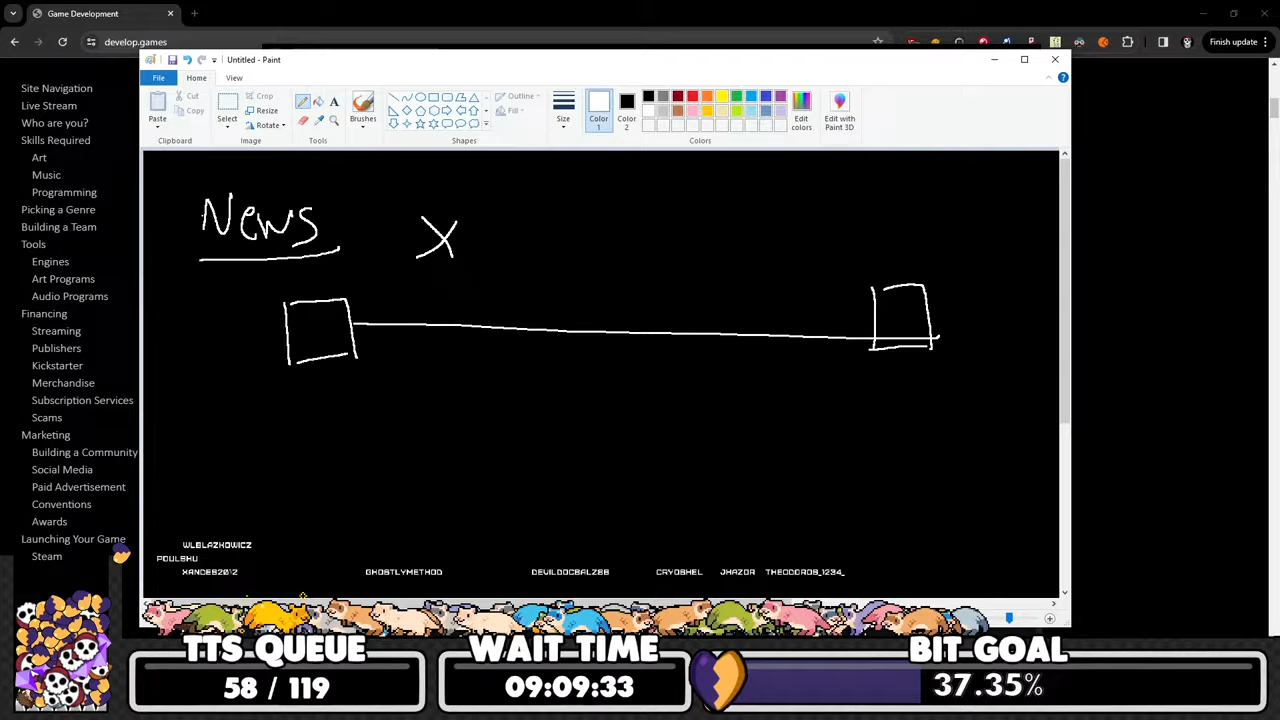 Game Development
develop.games
Finish update
Untitled - Paint
File Home View
Paste
Cut
Copy
Clipboard
Select
Crop
Resize
Rotate
Image
Tools
Brushes
Outline
Fill
Shapes
Size
Color 1
Color 2
Edit colors
Colors
Edit with Paint 3D
Site Navigation
Live Stream
Who are you?
Skills Required
Art
Music
Programming
Picking a Genre
Building a Team
Tools
Engines
Art Programs
Audio Programs
Financing
Streaming
Publishers
Kickstarter
Merchandise
Subscription Services
Scams
Marketing
Building a Community
Social Media
Paid Advertisement
Conventions
Awards
Launching Your Game
Steam
News X
WLBLAZKOWICZ
POULSHU
XANDEB2012 GHOSTLYMETHOD DEVILDOCBALZBB CRYOSHEL JHAZOR THEODOROS_1234_
TTS QUEUE WAIT TIME BIT GOAL
58 / 119 09:09:33 37.35%